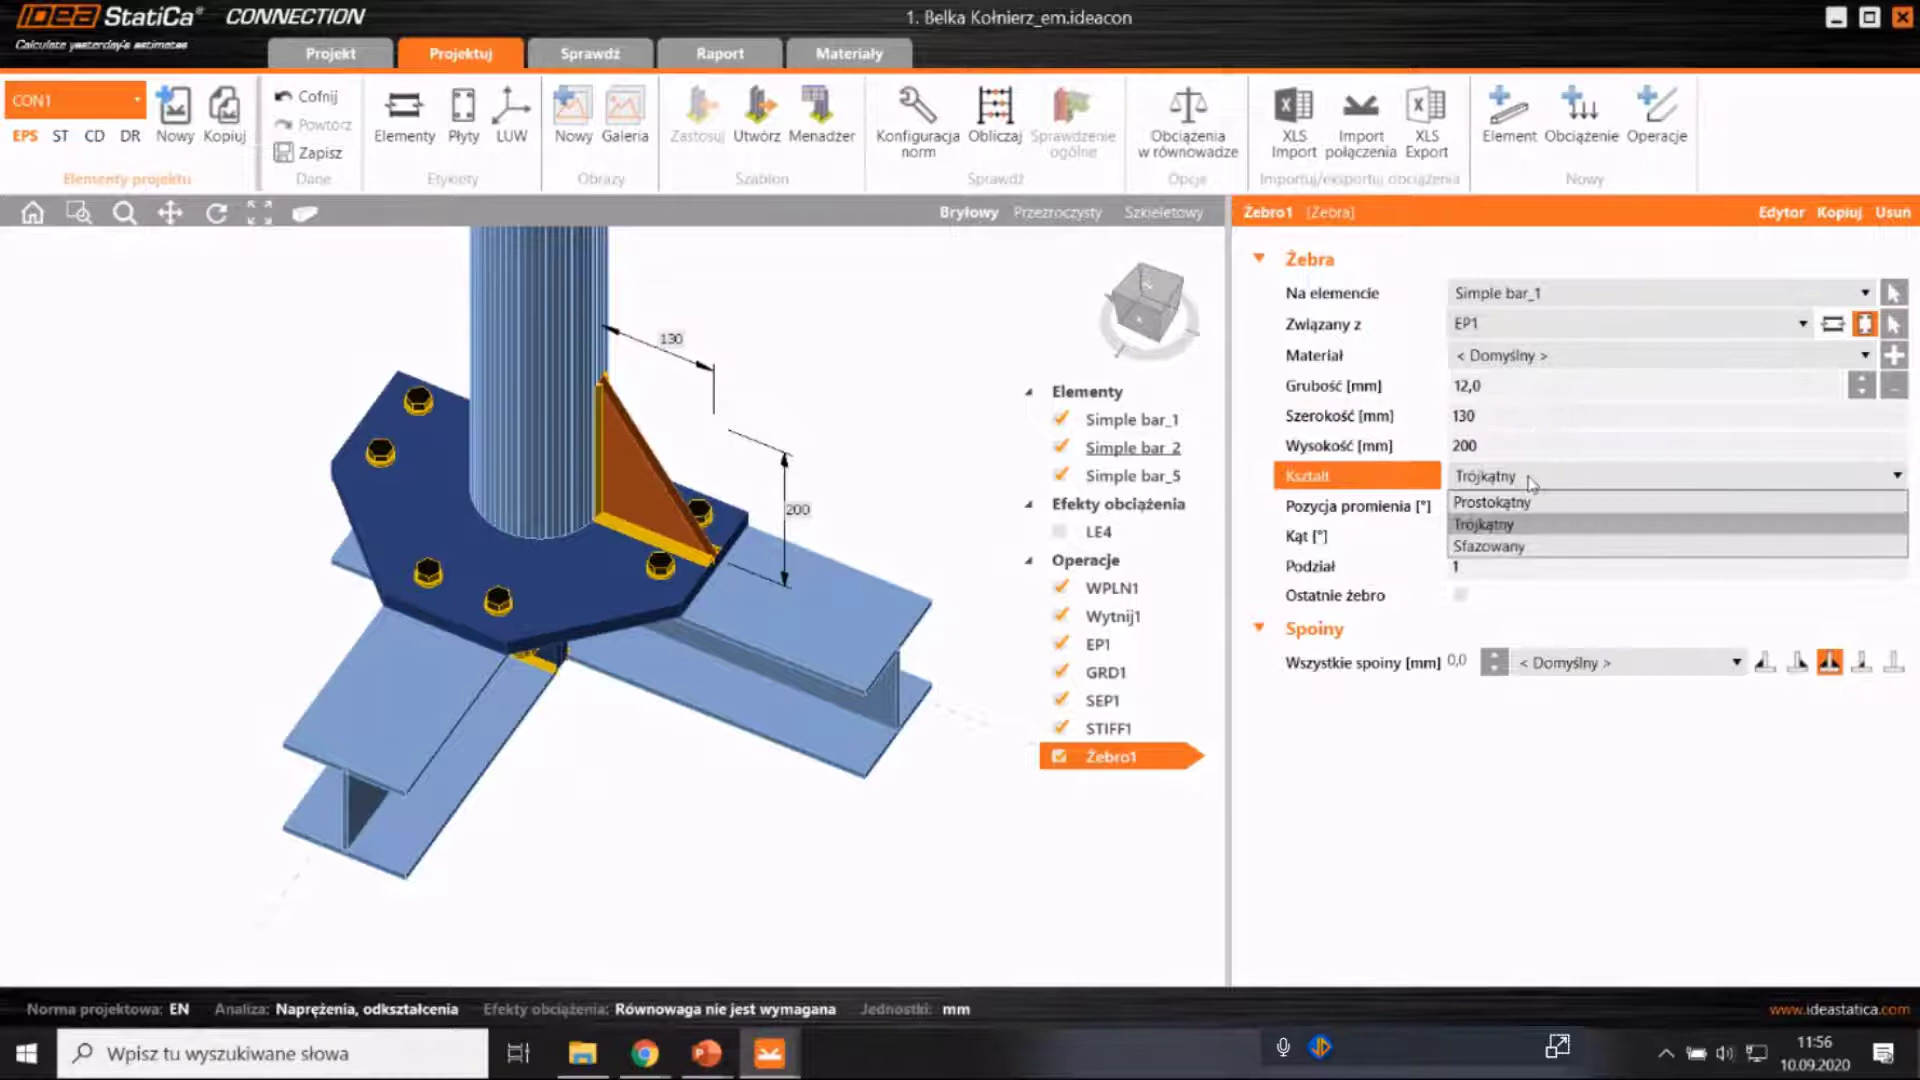 IDEA StatiCa® CONNECTION
Calculate yesterday's estimates
1. Belka Kołnierz_em.ideacon
Projekt
Projektuj
Sprawdź
Raport
Materiały
CON1
EPS ST CD DR
Nowy
Kopiuj
Elementy projektu
Cofnij
Powtórz
Zapisz
Dane
Elementy
Płyty
LUW
Etykiety
Nowy
Galeria
Obrazy
Zastosuj
Utwórz
Menadżer
Szablon
Konfiguracja norm
Obliczaj
Sprawdzenie ogólne
Sprawdź
Obciążenia w równowadze
Opcje
XLS Import
Import połączenia
XLS Export
Importuj/eksportuj obciążenia
Element
Obciążenie
Operacje
Nowy
Bryłowy Przezroczysty Szkieletowy
130
200
Elementy
Simple bar_1
Simple bar_2
Simple bar_5
Efekty obciążenia
LE4
Operacje
WPLN1
Wytnij1
EP1
GRD1
SEP1
STIFF1
Żebro1
Żebro1 [Żebra]
Edytor Kopiuj Usuń
Żebra
Na elemencie Simple bar_1
Związany z EP1
Materiał < Domyślny >
Grubość [mm] 12,0
Szerokość [mm] 130
Wysokość [mm] 200
Kształt Trójkątny
Prostokątny
Trójkątny
Sfazowany
Pozycja promienia [°]
Kąt [°]
Podział 1
Ostatnie żebro
Spoiny
Wszystkie spoiny [mm] 0,0 < Domyślny >
Norma projektowa: EN Analiza: Naprężenia, odkształcenia Efekty obciążenia: Równowaga nie jest wymagana Jednostki: mm
www.ideastatica.com
Wpisz tu wyszukiwane słowa
11:56
10.09.2020